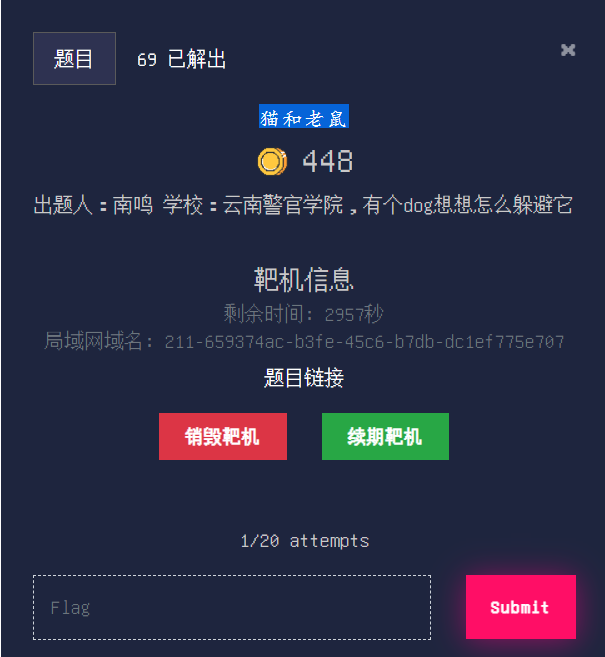 题目 69 已解出
猫和老鼠
448
出题人：南鸣 学校：云南警官学院，有个dog想想怎么躲避它
靶机信息
剩余时间: 2957秒
局域网域名: 211-659374ac-b3fe-45c6-b7db-dc1ef775e707
题目链接
销毁靶机 续期靶机
1/20 attempts
Flag Submit